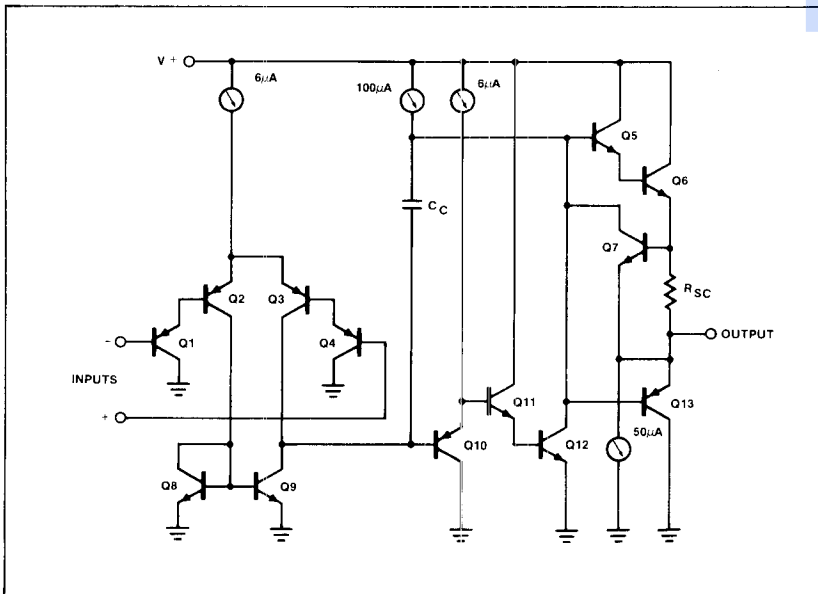 V +
6μA
100μA
6μA
Q5
Q6
C C
Q7
R SC
Q2
Q3
Q1
Q4
OUTPUT
INPUTS
−
+
Q11
Q13
Q10
Q12
50μA
Q8
Q9